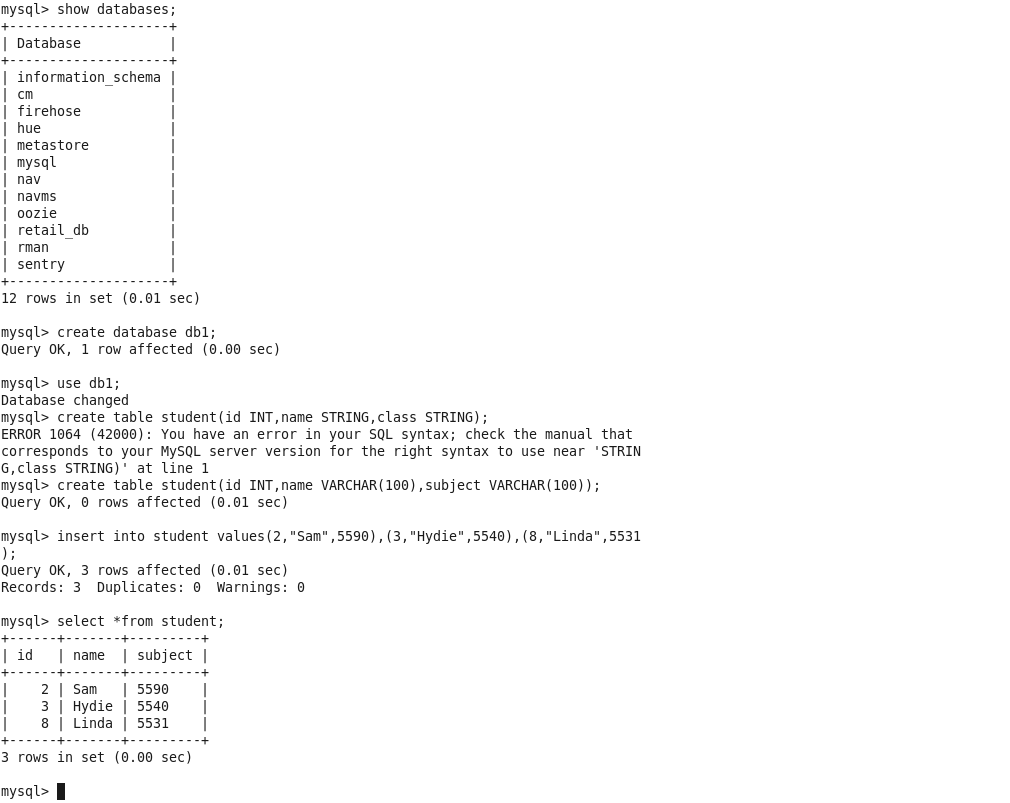 mysql> show databases;
+--------------------+
| Database           |
+--------------------+
| information_schema |
| cm                 |
| firehose           |
| hue                |
| metastore          |
| mysql              |
| nav                |
| navms              |
| oozie              |
| retail_db          |
| rman               |
| sentry             |
+--------------------+
12 rows in set (0.01 sec)

mysql> create database db1;
Query OK, 1 row affected (0.00 sec)

mysql> use db1;
Database changed
mysql> create table student(id INT,name STRING,class STRING);
ERROR 1064 (42000): You have an error in your SQL syntax; check the manual that
corresponds to your MySQL server version for the right syntax to use near 'STRIN
G,class STRING)' at line 1
mysql> create table student(id INT,name VARCHAR(100),subject VARCHAR(100));
Query OK, 0 rows affected (0.01 sec)

mysql> insert into student values(2,"Sam",5590),(3,"Hydie",5540),(8,"Linda",5531
);
Query OK, 3 rows affected (0.01 sec)
Records: 3  Duplicates: 0  Warnings: 0

mysql> select *from student;
+------+-------+---------+
| id   | name  | subject |
+------+-------+---------+
|    2 | Sam   | 5590    |
|    3 | Hydie | 5540    |
|    8 | Linda | 5531    |
+------+-------+---------+
3 rows in set (0.00 sec)

mysql>